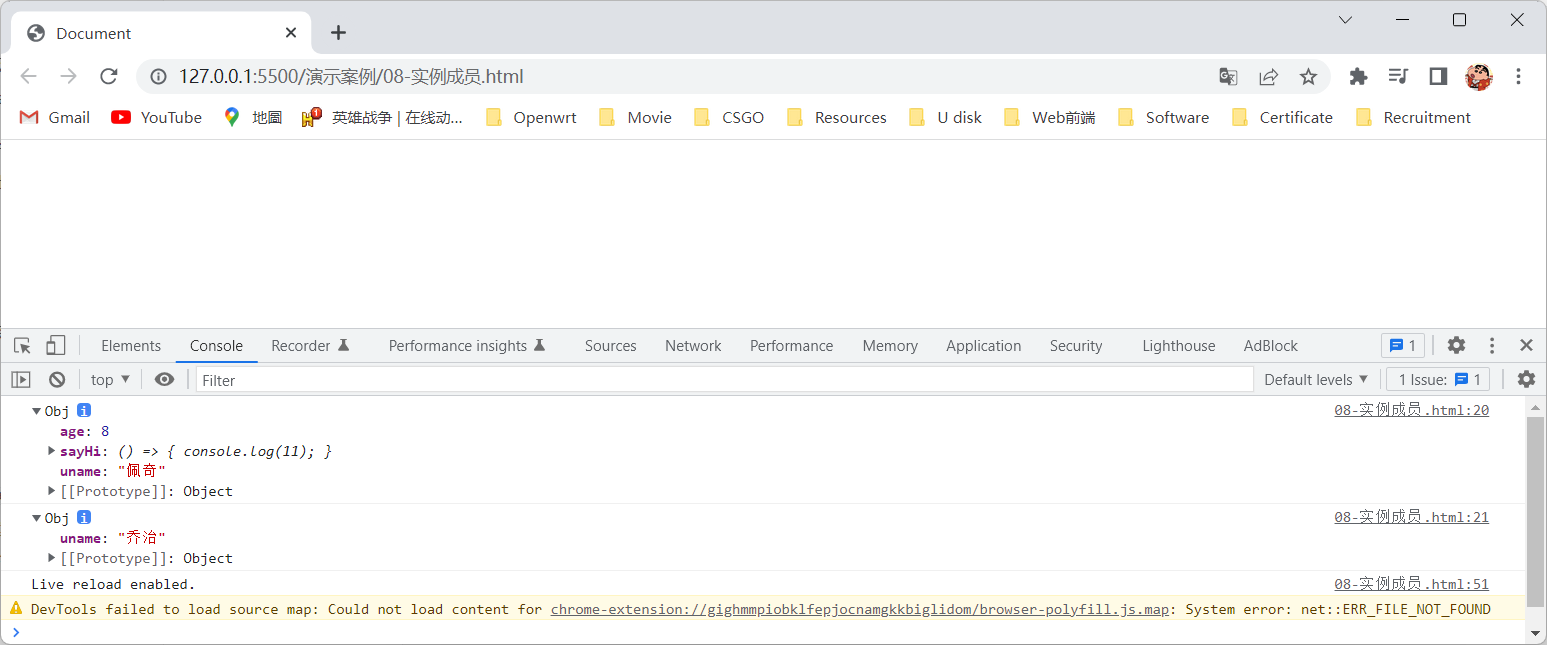 Document
127.0.0.1:5500/演示案例/08-实例成员.html
Gmail YouTube 地圖 英雄战争 | 在线动... Openwrt Movie CSGO Resources U disk Web前端 Software Certificate Recruitment
Elements Console Recorder Performance insights Sources Network Performance Memory Application Security Lighthouse AdBlock 1
top Filter Default levels 1 Issue: 1
Obj i 08-实例成员.html:20
age: 8
sayHi: () => { console.log(11); }
uname: "佩奇"
[[Prototype]]: Object
Obj i 08-实例成员.html:21
uname: "乔治"
[[Prototype]]: Object
Live reload enabled. 08-实例成员.html:51
DevTools failed to load source map: Could not load content for chrome-extension://gighmmpiobklfepjocnamgkkbiglidom/browser-polyfill.js.map: System error: net::ERR_FILE_NOT_FOUND